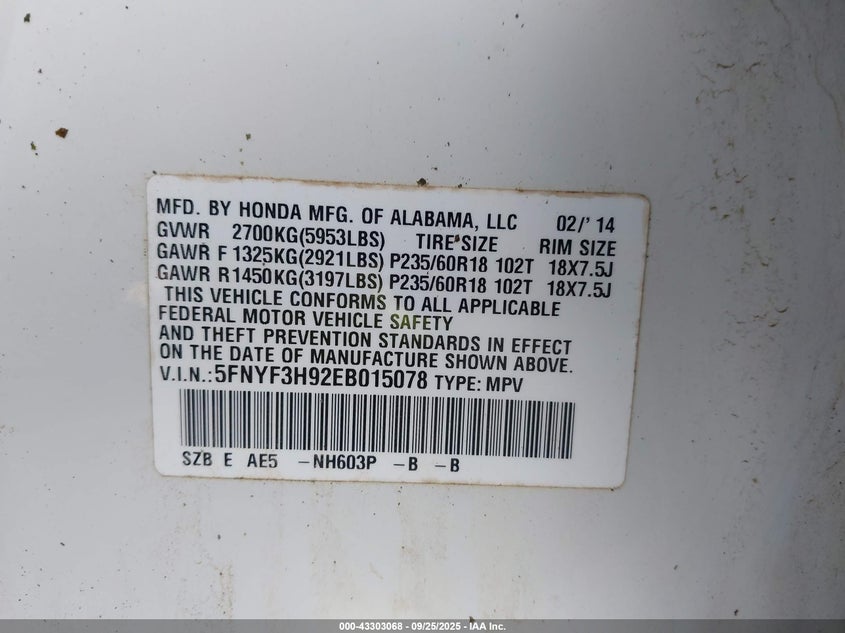 MFD. BY HONDA MFG. OF ALABAMA, LLC 02/' 14
GVWR 2700KG(5953LBS) TIRE SIZE RIM SIZE
GAWR F 1325KG(2921LBS) P235/60R18 102T 18X7.5J
GAWR R1450KG(3197LBS) P235/60R18 102T 18X7.5J
THIS VEHICLE CONFORMS TO ALL APPLICABLE
FEDERAL MOTOR VEHICLE SAFETY
AND THEFT PREVENTION STANDARDS IN EFFECT
ON THE DATE OF MANUFACTURE SHOWN ABOVE.
V.I.N.:5FNYF3H92EB015078 TYPE: MPV
SZB E AE5 -NH603P -B -B
000-43303068 - 09/25/2025 - IAA Inc.